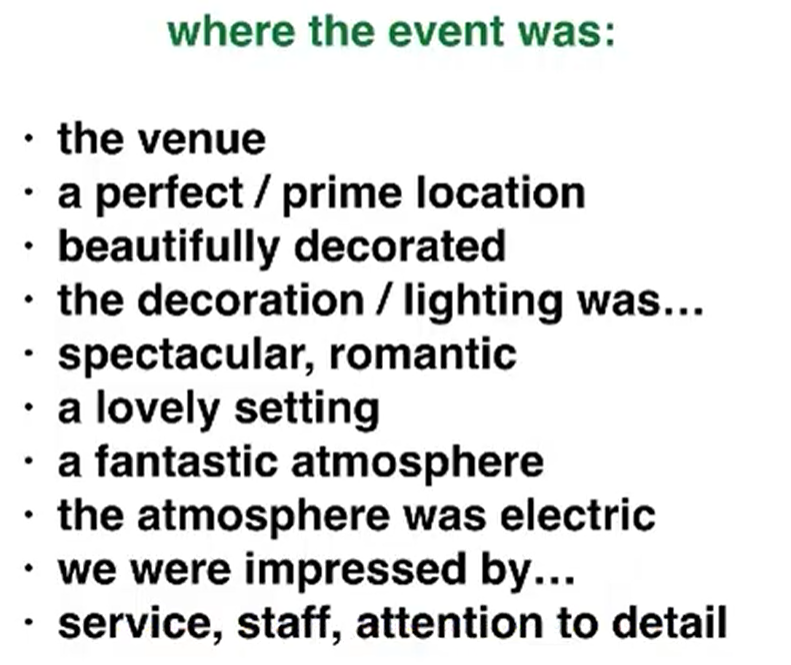 where the event was:
· the venue
· a perfect / prime location
· beautifully decorated
· the decoration / lighting was...
· spectacular, romantic
· a lovely setting
· a fantastic atmosphere
· the atmosphere was electric
· we were impressed by...
· service, staff, attention to detail